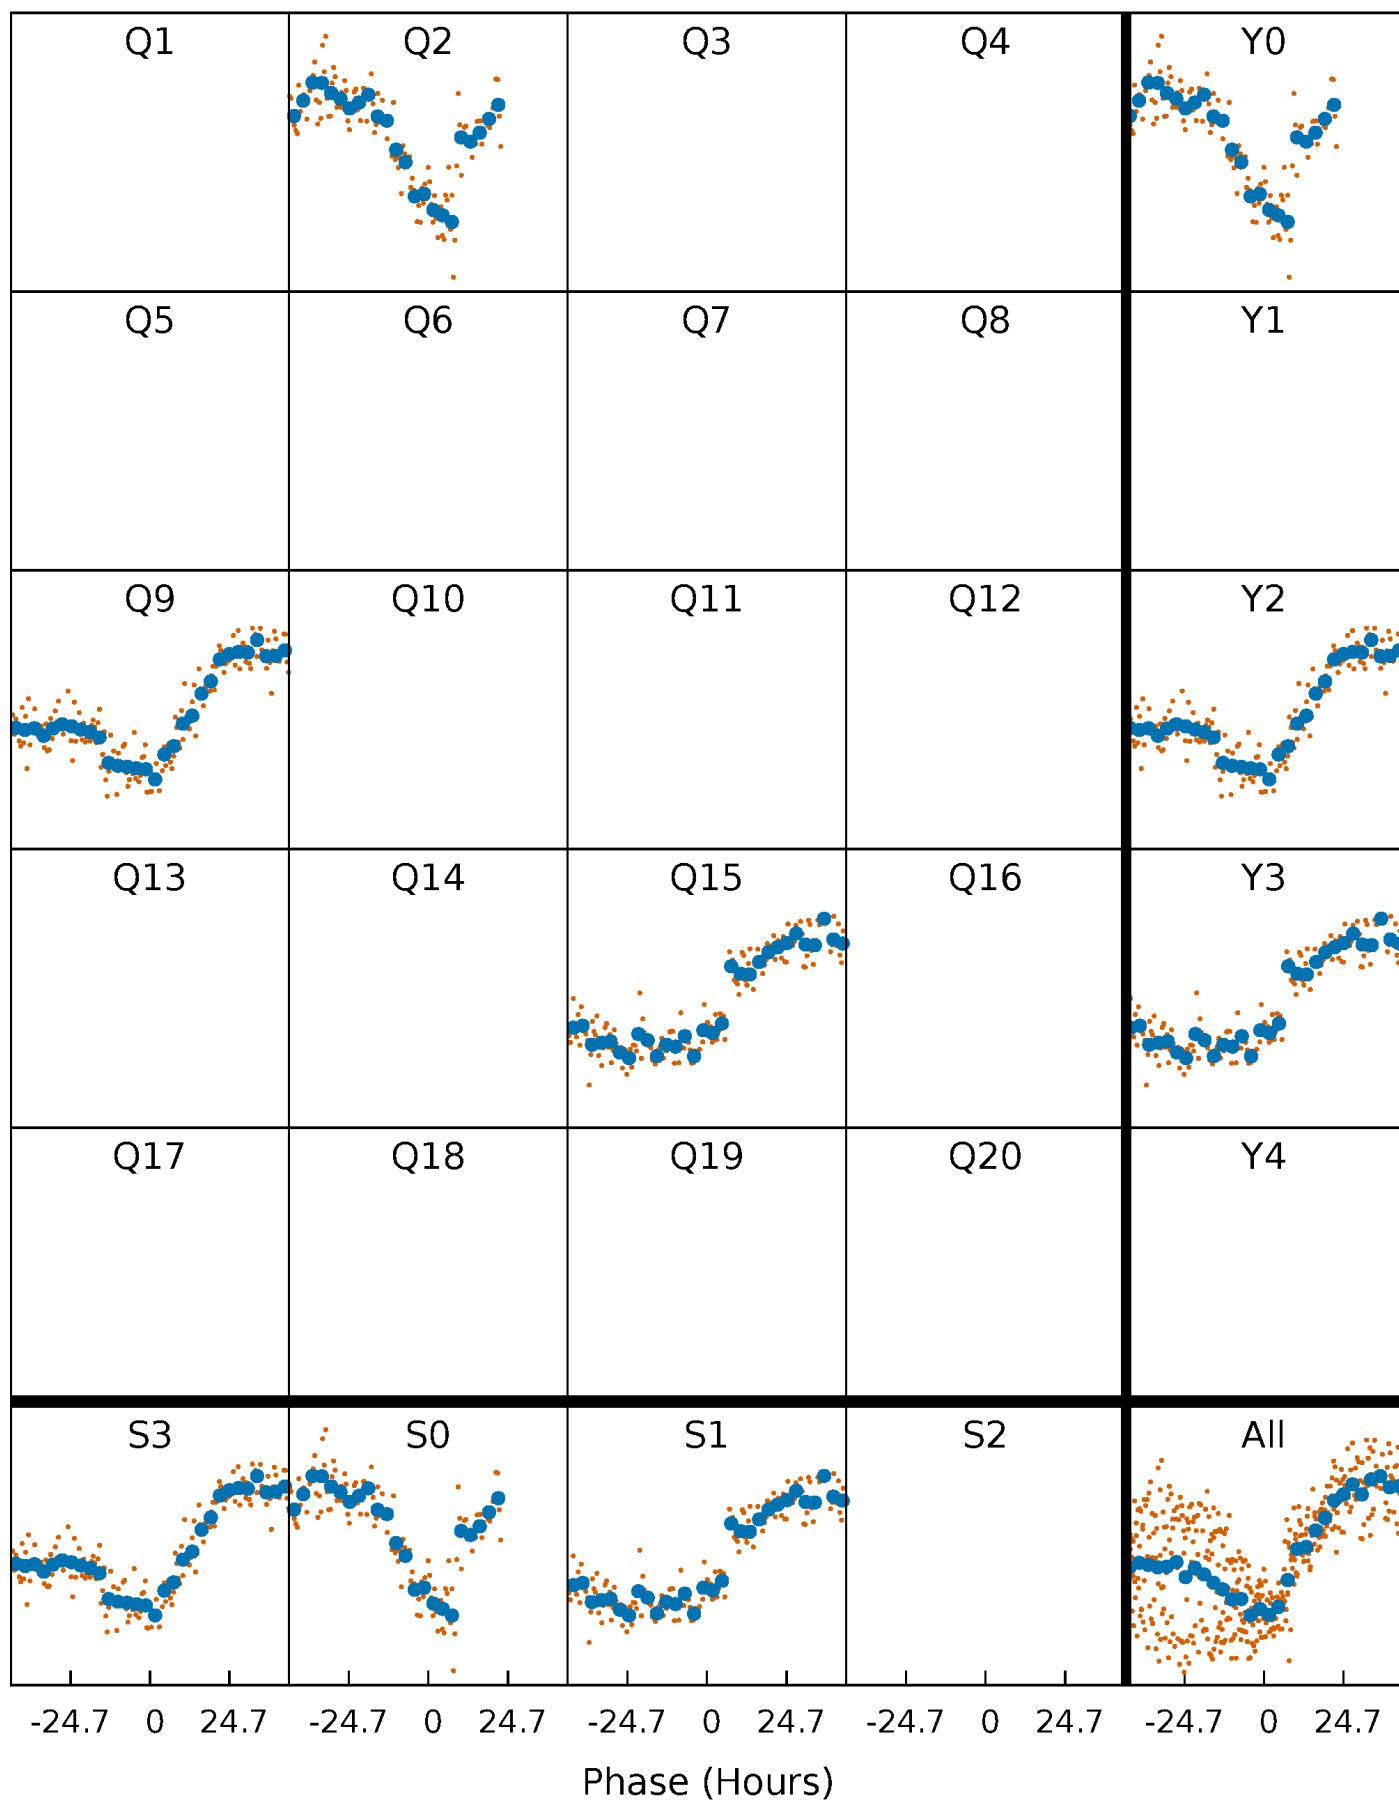 Q1 Q2 Q3 Q4 Y0
Q5 Q6 Q7 Q8 Y1
Q9 Q10 Q11 Q12 Y2
Q13 Q14 Q15 Q16 Y3
Q17 Q18 Q19 Q20 Y4
S3 S0 S1 S2 All
-24.7 0 24.7 -24.7 0 24.7 -24.7 0 24.7 -24.7 0 24.7 -24.7 0 24.7
Phase (Hours)